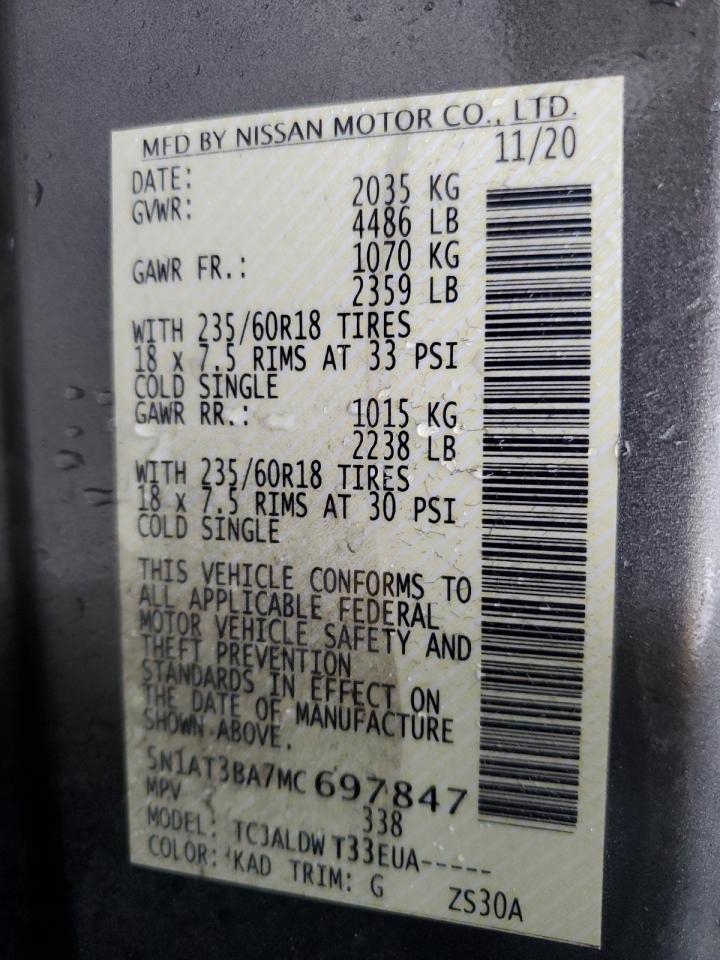 MFD BY NISSAN MOTOR CO., LTD.
DATE: 11/20
GVWR: 2035 KG
4486 LB
GAWR FR.: 1070 KG
2359 LB
WITH 235/60R18 TIRES
18 x 7.5 RIMS AT 33 PSI
COLD SINGLE
GAWR RR.: 1015 KG
2238 LB
WITH 235/60R18 TIRES
18 x 7.5 RIMS AT 30 PSI
COLD SINGLE
THIS VEHICLE CONFORMS TO
ALL APPLICABLE FEDERAL
MOTOR VEHICLE SAFETY AND
THEFT PREVENTION
STANDARDS IN EFFECT ON
THE DATE OF MANUFACTURE
SHOWN ABOVE.
5N1AT3BA7MC697847
MPV 338
MODEL: TCJALDW T33EUA-----
COLOR: KAD TRIM: G ZS30A